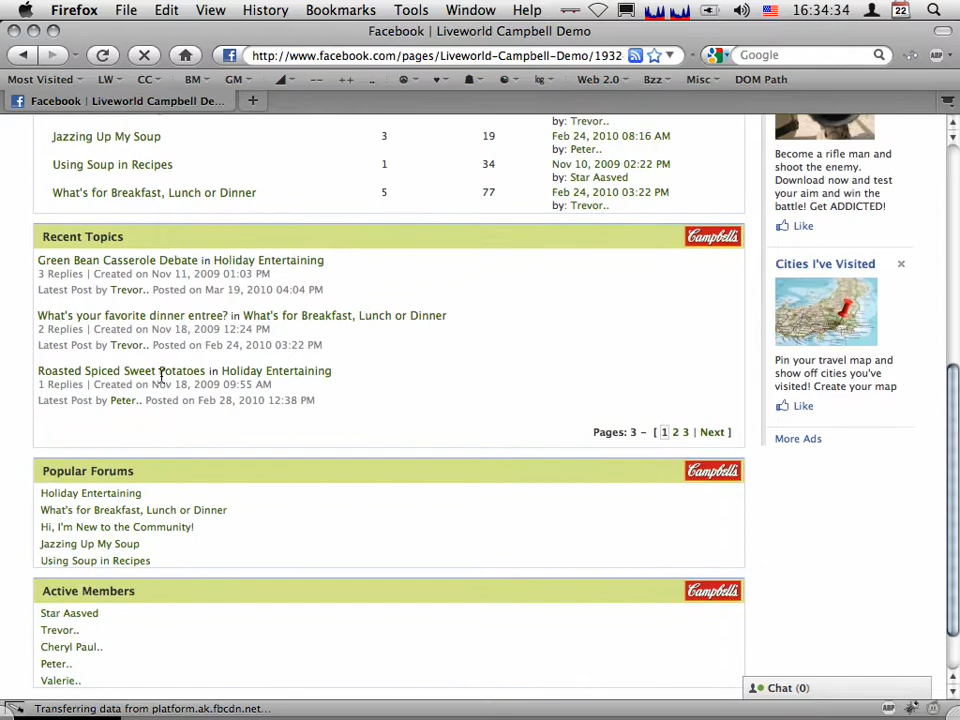 Firefox File Edit View History Bookmarks Tools Window Help 16:34:34 22
Facebook | Liveworld Campbell Demo
http://www.facebook.com/pages/Liveworld-Campbell-Demo/1932 Google
Most Visited LW CC BM GM -- ++ .. kg Web 2.0 Bzz Misc DOM Path
Facebook | Liveworld Campbell De...
by: Trevor..
Jazzing Up My Soup 3 19 Feb 24, 2010 08:16 AM
by: Peter..
Using Soup in Recipes 1 34 Nov 10, 2009 02:22 PM
by: Star Aasved
What's for Breakfast, Lunch or Dinner 5 77 Feb 24, 2010 03:22 PM
by: Trevor..
Recent Topics Campbell's
Green Bean Casserole Debate in Holiday Entertaining
3 Replies | Created on Nov 11, 2009 01:03 PM
Latest Post by Trevor.. Posted on Mar 19, 2010 04:04 PM
What's your favorite dinner entree? in What's for Breakfast, Lunch or Dinner
2 Replies | Created on Nov 18, 2009 12:24 PM
Latest Post by Trevor.. Posted on Feb 24, 2010 03:22 PM
Roasted Spiced Sweet Potatoes in Holiday Entertaining
1 Replies | Created on Nov 18, 2009 09:55 AM
Latest Post by Peter.. Posted on Feb 28, 2010 12:38 PM
Pages: 3 – [ 1 2 3 | Next ]
Popular Forums Campbell's
Holiday Entertaining
What's for Breakfast, Lunch or Dinner
Hi, I'm New to the Community!
Jazzing Up My Soup
Using Soup in Recipes
Active Members Campbell's
Star Aasved
Trevor..
Cheryl Paul..
Peter..
Valerie..
Become a rifle man and
shoot the enemy.
Download now and test
your aim and win the
battle! Get ADDICTED!
Like
Cities I've Visited
Pin your travel map and
show off cities you've
visited! Create your map
Like
More Ads
Chat (0)
Transferring data from platform.ak.fbcdn.net...
ABP